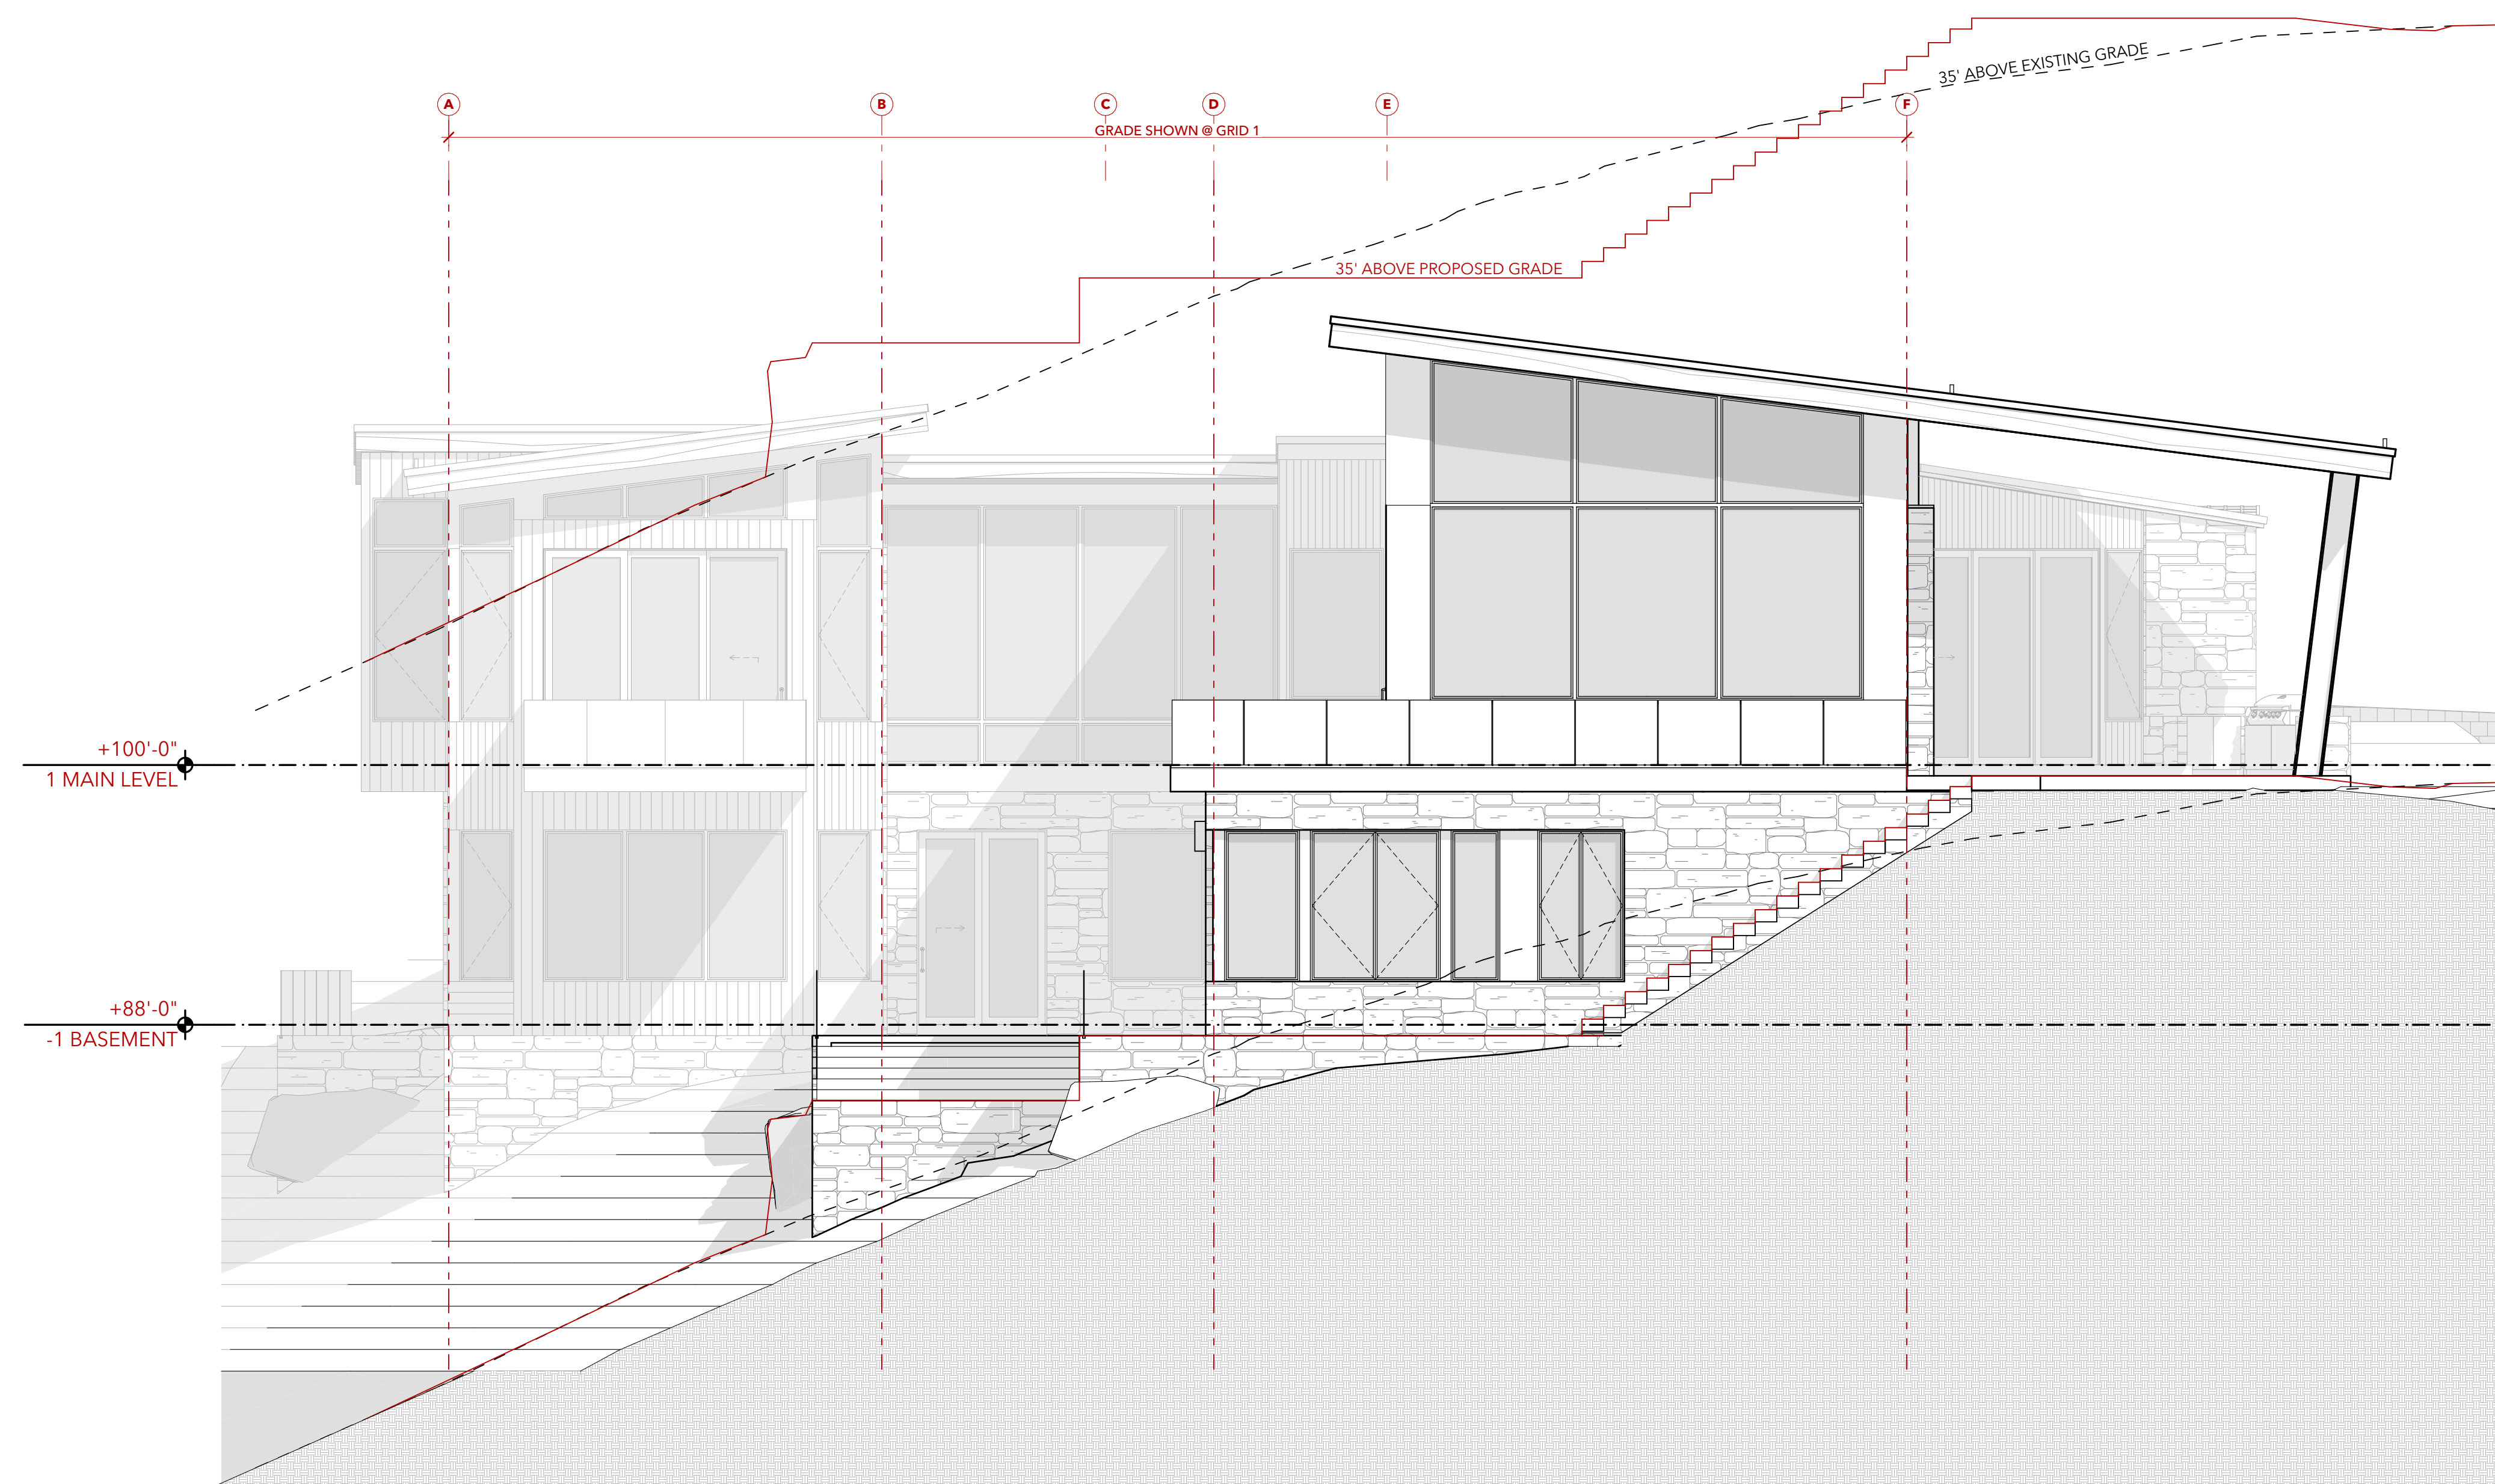 35' ABOVE EXISTING GRADE
A B C D E F
GRADE SHOWN @ GRID 1
35' ABOVE PROPOSED GRADE
+100'-0"
1 MAIN LEVEL
+88'-0"
-1 BASEMENT